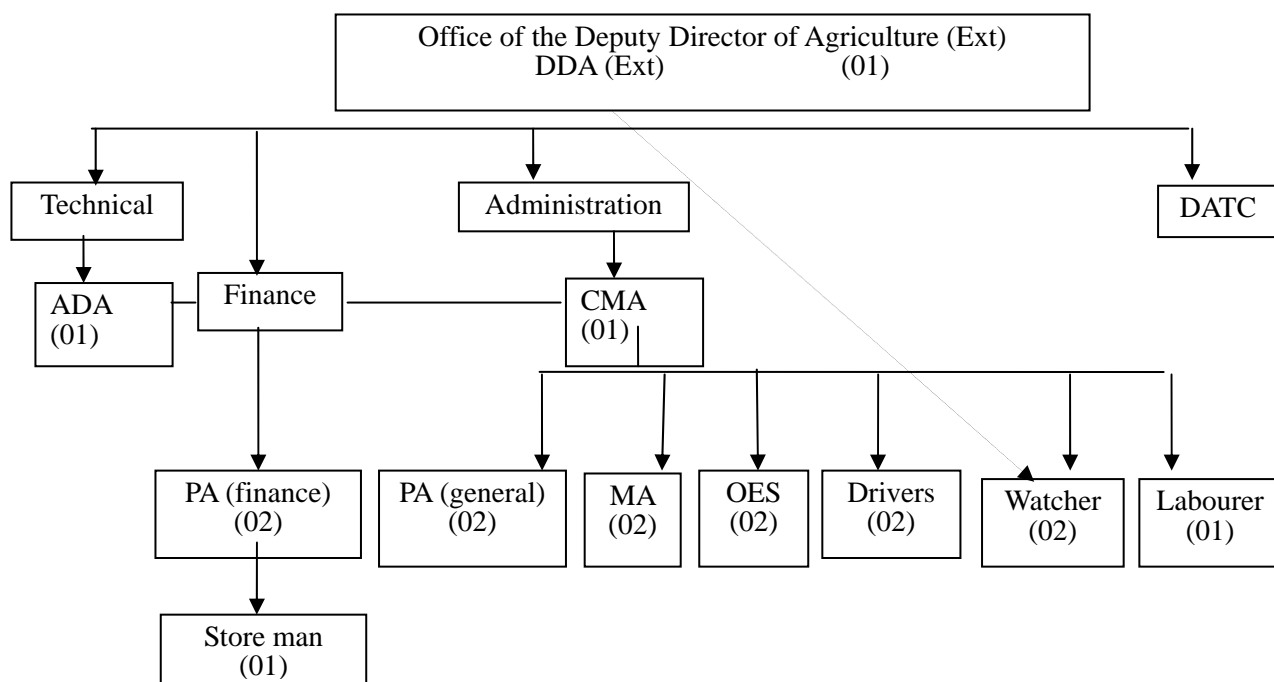 Office of the Deputy Director of Agriculture (Ext)
DDA (Ext) (01)
Technical
Administration
DATC
ADA
(01)
Finance
CMA
(01)
PA (finance)
(02)
PA (general)
(02)
MA
(02)
OES
(02)
Drivers
(02)
Watcher
(02)
Labourer
(01)
Store man
(01)